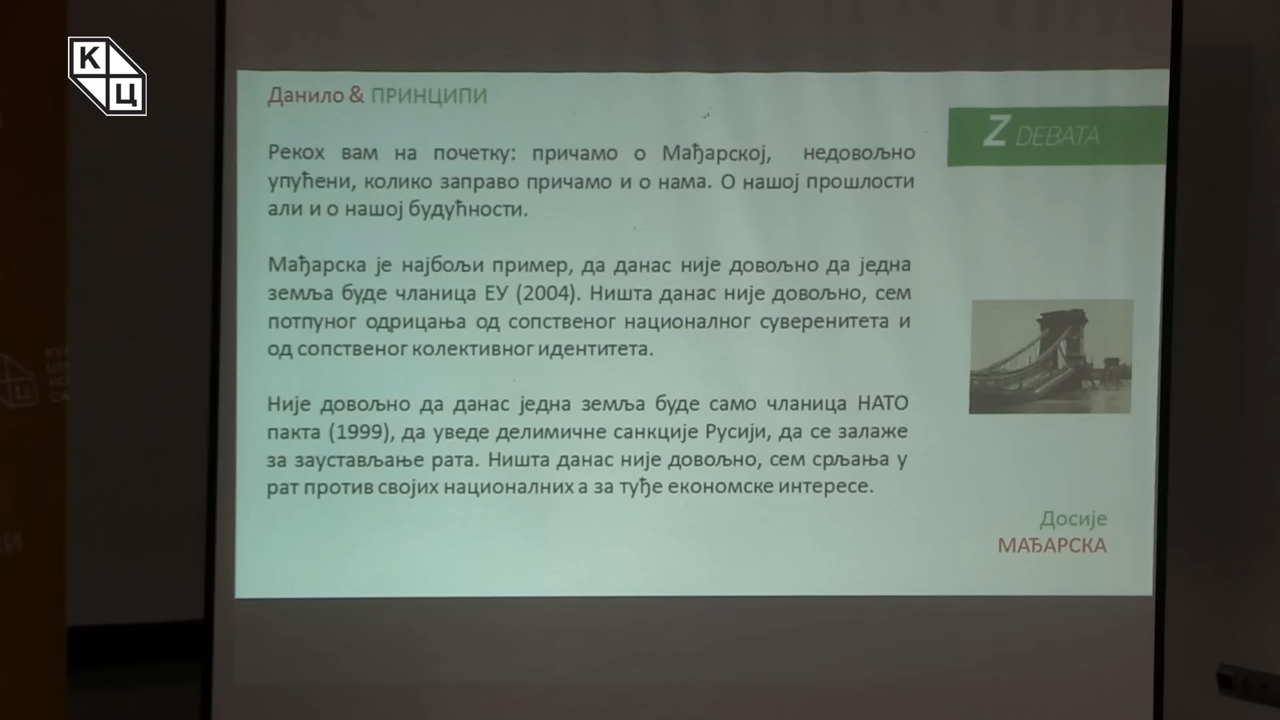 К
Ц
Данило & ПРИНЦИПИ
Z DEBATA
Рекох вам на почетку: причамо о Мађарској, недовољно
упућени, колико заправо причамо и о нама. О нашој прошлости
али и о нашој будућности.
Мађарска је најбољи пример, да данас није довољно да једна
земља буде чланица ЕУ (2004). Ништа данас није довољно, сем
потпуног одрицања од сопственог националног суверенитета и
од сопственог колективног идентитета.
Није довољно да данас једна земља буде само чланица НАТО
пакта (1999), да уведе делимичне санкције Русији, да се залаже
за заустављање рата. Ништа данас није довољно, сем срљања у
рат против својих националних а за туђе економске интересе.
Досије
МАЂАРСКА